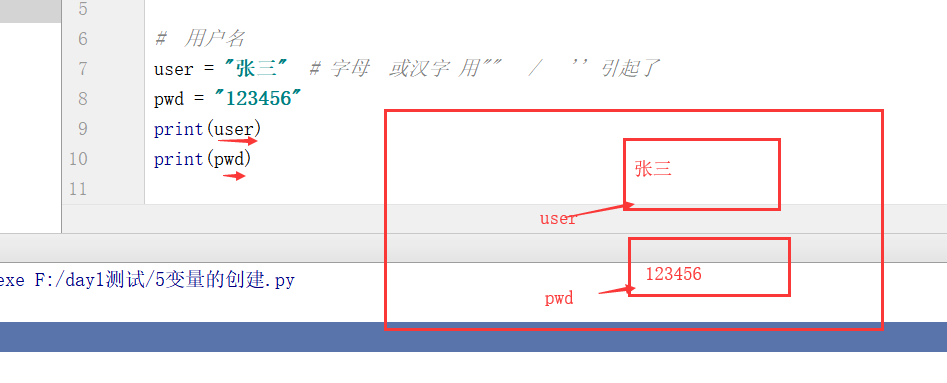 5
6 # 用户名
7 user = "张三" # 字母 或汉字 用"" / '' 引起了
8 pwd = "123456"
9 print(user)
10 print(pwd)
11
张三
user
123456
pwd
exe F:/day1测试/5变量的创建.py